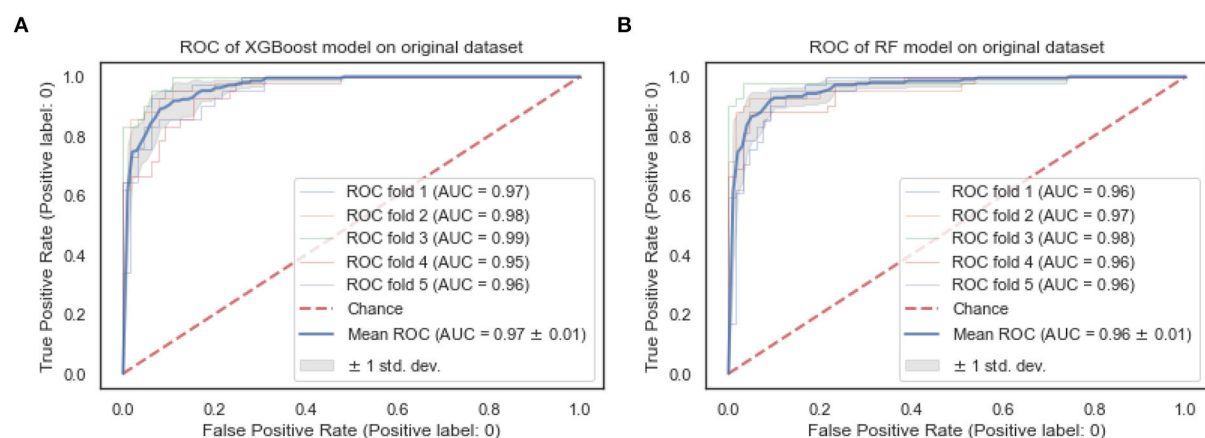 A
ROC of XGBoost model on original dataset
True Positive Rate (Positive label: 0)
1.0
0.8
0.6
0.4
0.2
0.0
ROC fold 1 (AUC = 0.97)
ROC fold 2 (AUC = 0.98)
ROC fold 3 (AUC = 0.99)
ROC fold 4 (AUC = 0.95)
ROC fold 5 (AUC = 0.96)
Chance
Mean ROC (AUC = 0.97 ± 0.01)
± 1 std. dev.
0.0 0.2 0.4 0.6 0.8 1.0
False Positive Rate (Positive label: 0)
B
ROC of RF model on original dataset
True Positive Rate (Positive label: 0)
1.0
0.8
0.6
0.4
0.2
0.0
ROC fold 1 (AUC = 0.96)
ROC fold 2 (AUC = 0.97)
ROC fold 3 (AUC = 0.98)
ROC fold 4 (AUC = 0.96)
ROC fold 5 (AUC = 0.96)
Chance
Mean ROC (AUC = 0.96 ± 0.01)
± 1 std. dev.
0.0 0.2 0.4 0.6 0.8 1.0
False Positive Rate (Positive label: 0)